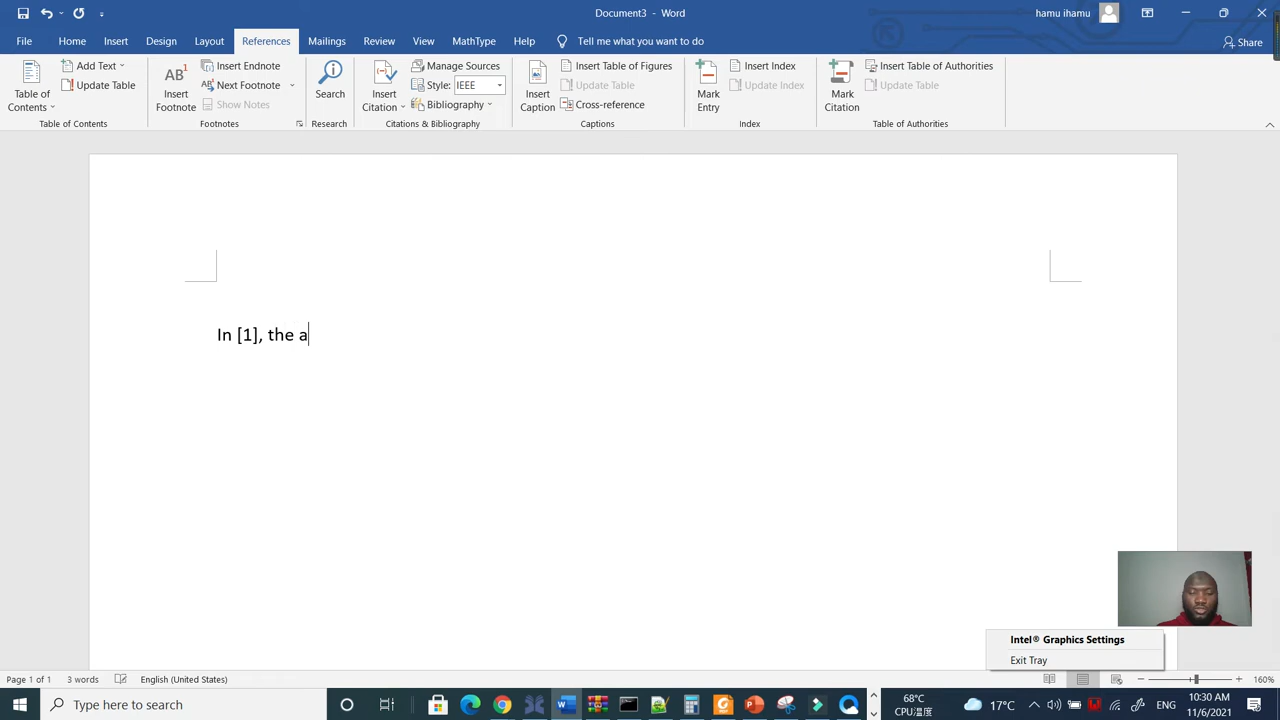 Document3 - Word
hamu ihamu
File Home Insert Design Layout References Mailings Review View MathType Help Tell me what you want to do
Share
Table of Contents
Add Text
Update Table
Table of Contents
AB¹ Insert Footnote
Insert Endnote
Next Footnote
Show Notes
Footnotes
Search
Research
Insert Citation
Manage Sources
Style: IEEE
Bibliography
Citations & Bibliography
Insert Caption
Insert Table of Figures
Update Table
Cross-reference
Captions
Mark Entry
Insert Index
Update Index
Index
Mark Citation
Insert Table of Authorities
Update Table
Table of Authorities
In [1], the a
Intel® Graphics Settings
Exit Tray
Page 1 of 1 3 words English (United States) 160%
Type here to search
68°C
CPU温度
17°C
10:30 AM
11/6/2021